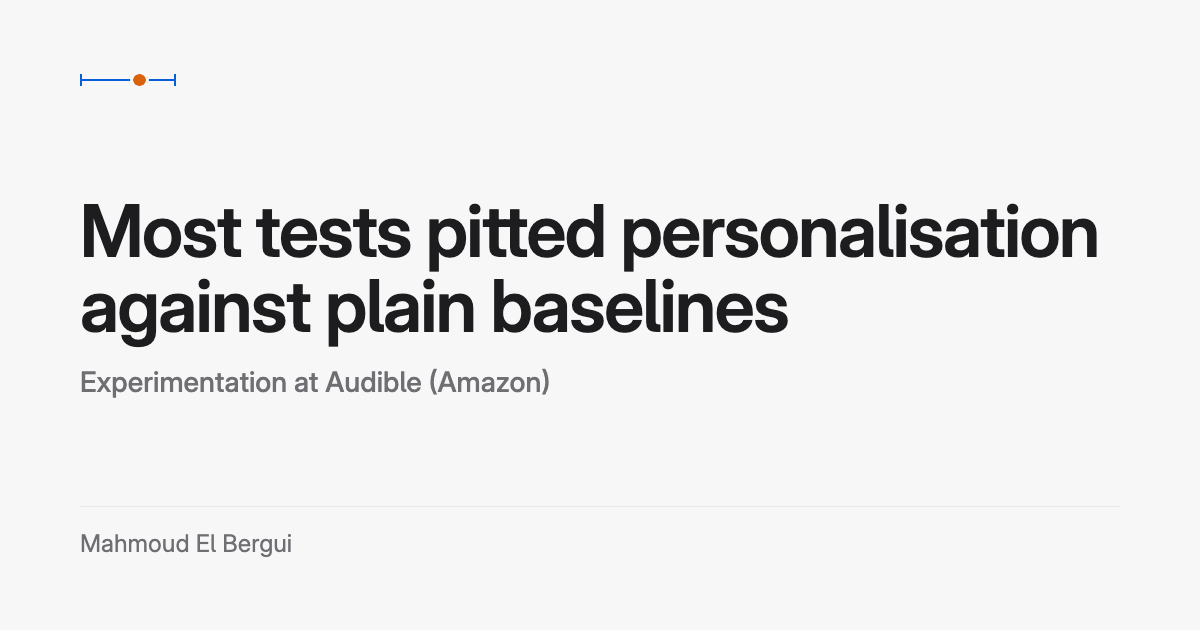 Most tests pitted personalisation
against plain baselines
Experimentation at Audible (Amazon)
Mahmoud El Bergui